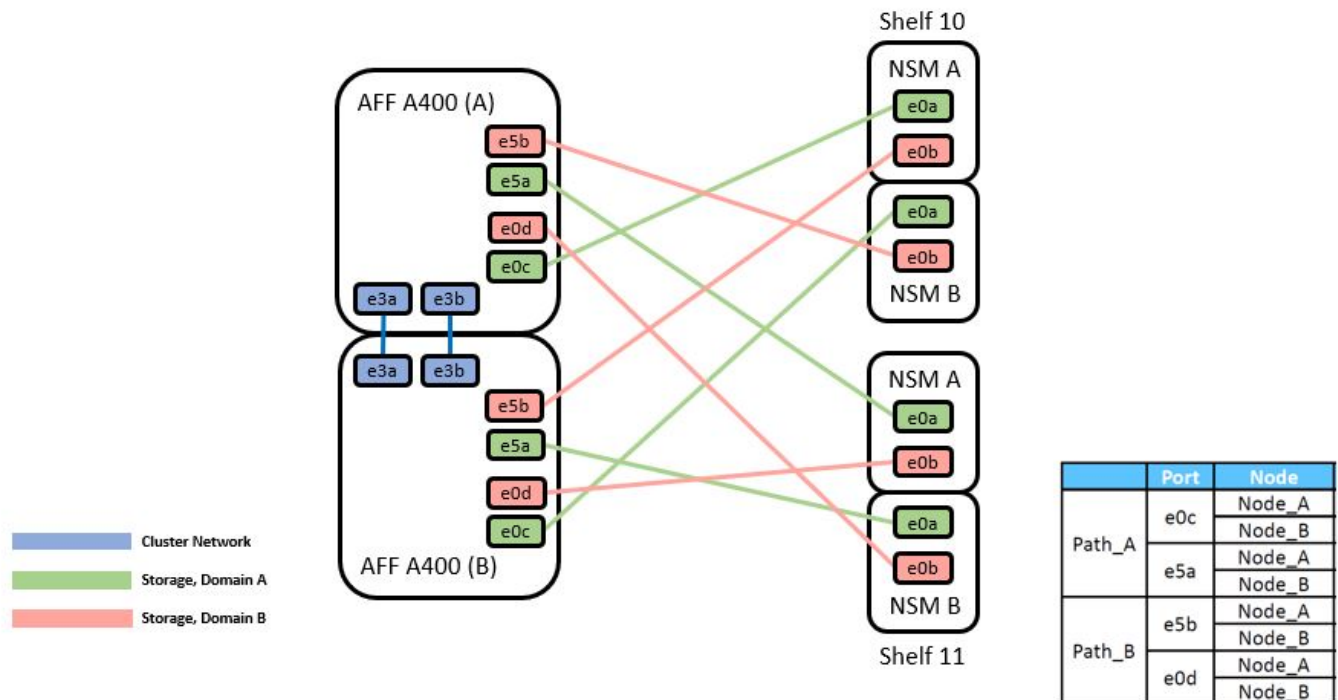 Shelf 10
NSM A
e0a
e0b
e0a
e0b
NSM B
AFF A400 (A)
e5b
e5a
e0d
e0c
e3a e3b
e3a e3b
e5b
e5a
e0d
e0c
AFF A400 (B)
NSM A
e0a
e0b
e0a
e0b
NSM B
Shelf 11
Cluster Network
Storage, Domain A
Storage, Domain B
Port Node
Path_A e0c Node_A
Node_B
e5a Node_A
Node_B
Path_B e5b Node_A
Node_B
e0d Node_A
Node_B